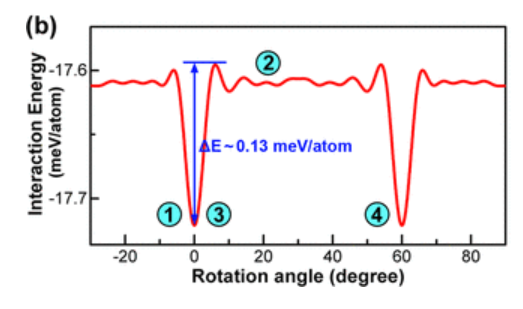 (b)
Interaction Energy
(meV/atom)
-17.6
-17.7
②
ΔE ~ 0.13 meV/atom
① ③ ④
-20 0 20 40 60 80
Rotation angle (degree)